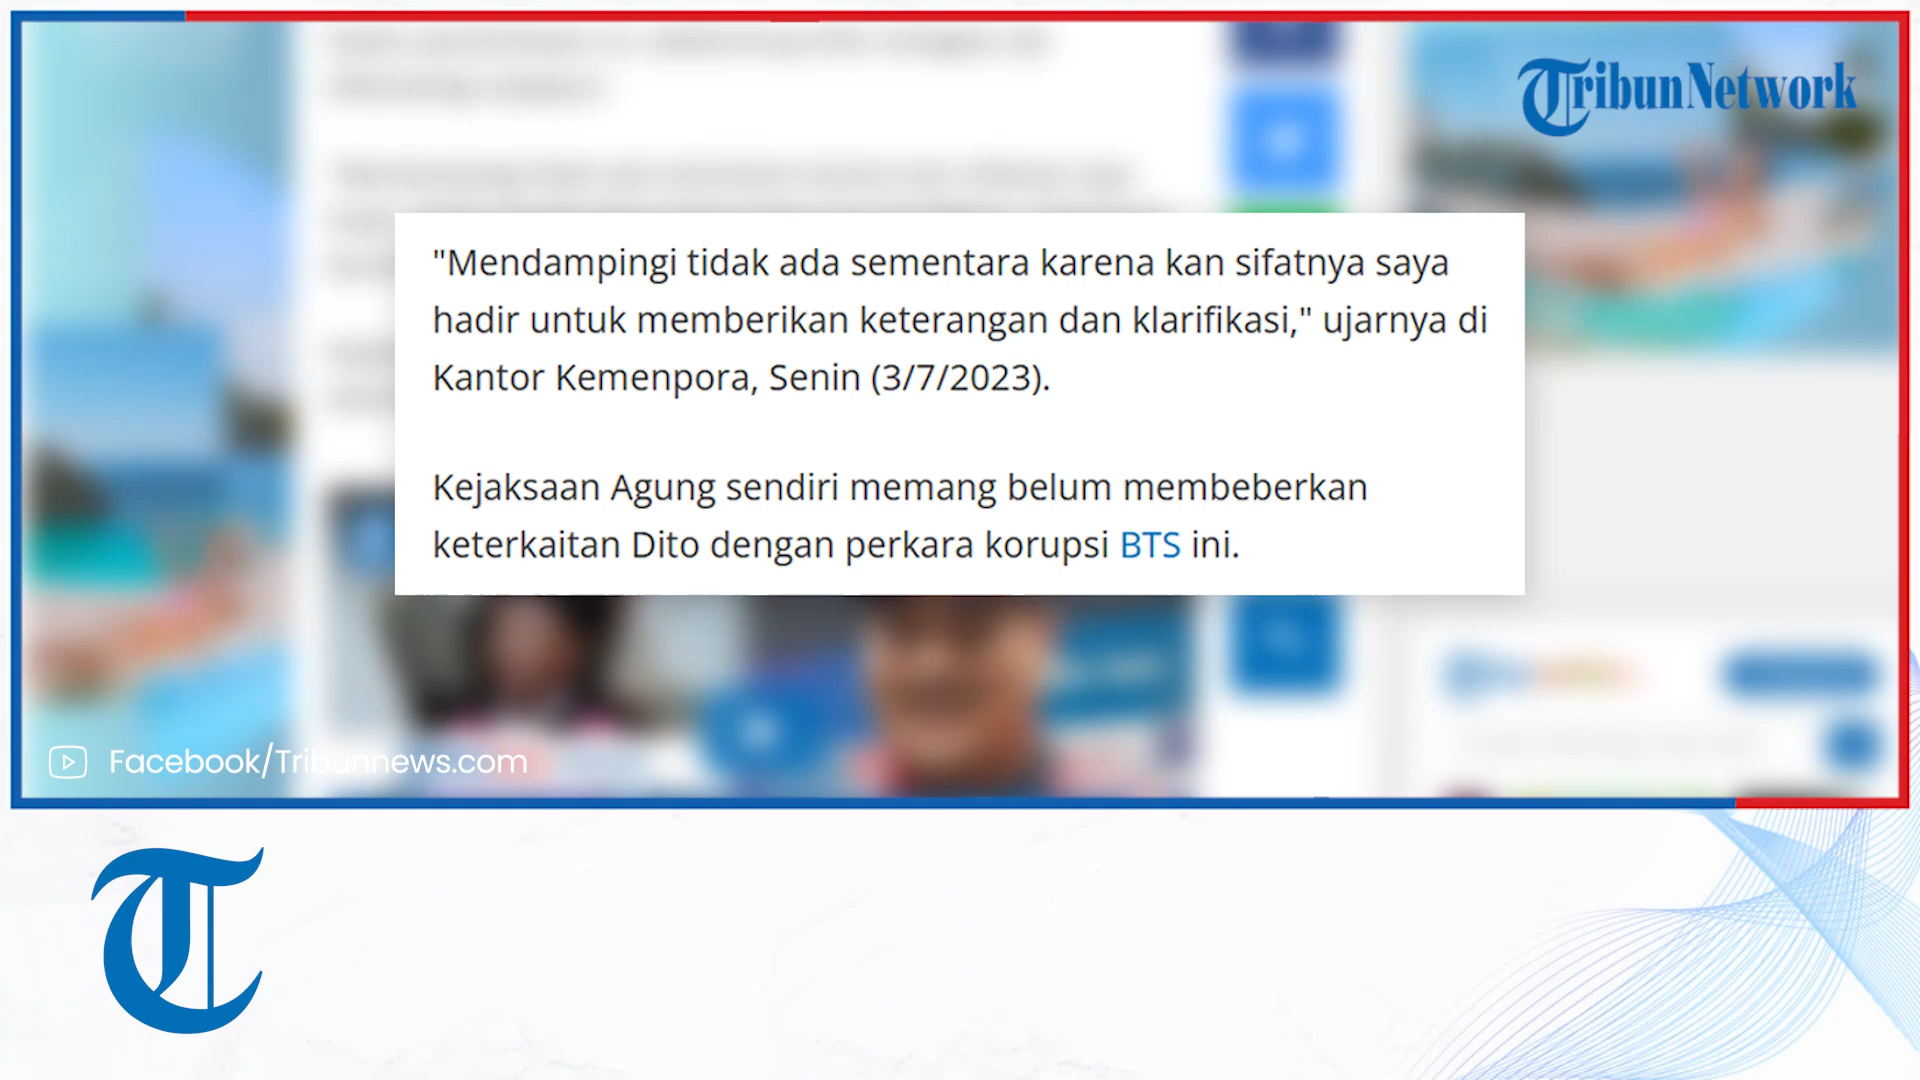 TribunNetwork
"Mendampingi tidak ada sementara karena kan sifatnya saya
hadir untuk memberikan keterangan dan klarifikasi," ujarnya di
Kantor Kemenpora, Senin (3/7/2023).
Kejaksaan Agung sendiri memang belum membeberkan
keterkaitan Dito dengan perkara korupsi BTS ini.
Facebook/Tribunnews.com
T